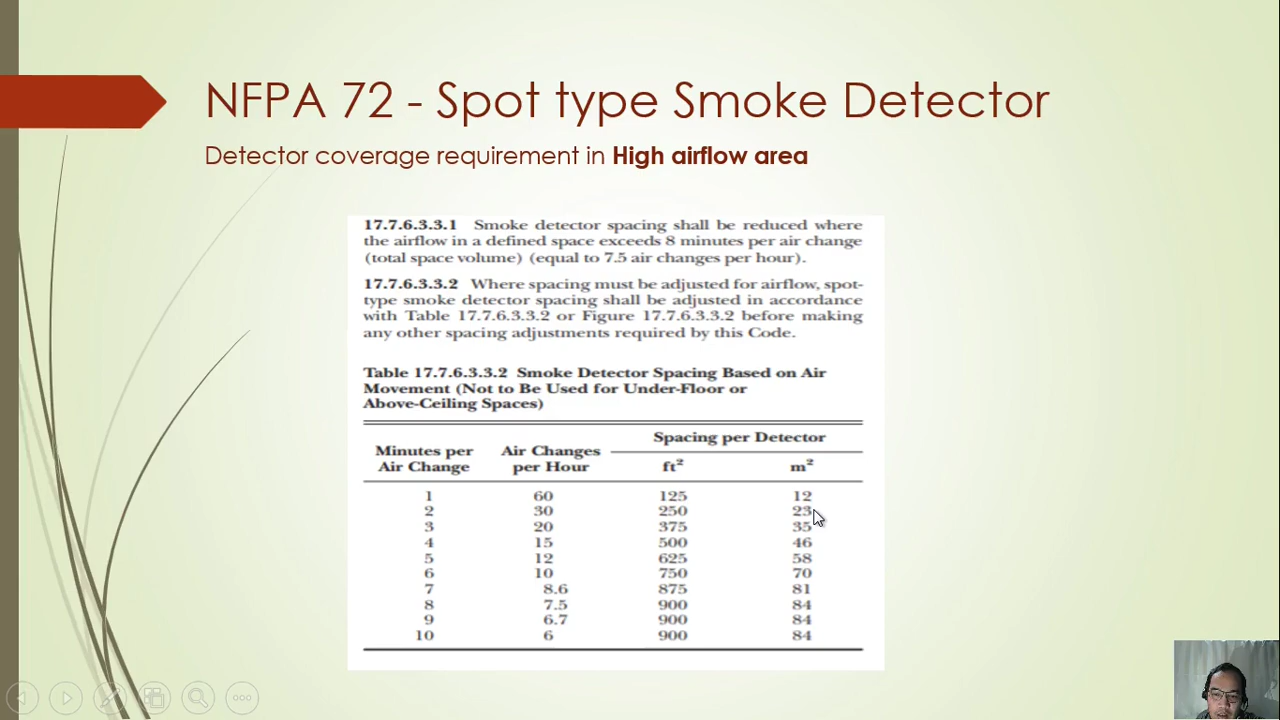 NFPA 72 - Spot type Smoke Detector
Detector coverage requirement in High airflow area
17.7.6.3.3.1 Smoke detector spacing shall be reduced where
the airflow in a defined space exceeds 8 minutes per air change
(total space volume) (equal to 7.5 air changes per hour).
17.7.6.3.3.2 Where spacing must be adjusted for airflow, spot-
type smoke detector spacing shall be adjusted in accordance
with Table 17.7.6.3.3.2 or Figure 17.7.6.3.3.2 before making
any other spacing adjustments required by this Code.
Table 17.7.6.3.3.2 Smoke Detector Spacing Based on Air
Movement (Not to Be Used for Under-Floor or
Above-Ceiling Spaces)
Spacing per Detector
Minutes per Air Changes
Air Change per Hour ft² m²
1 60 125 12
2 30 250 23
3 20 375 35
4 15 500 46
5 12 625 58
6 10 750 70
7 8.6 875 81
8 7.5 900 84
9 6.7 900 84
10 6 900 84